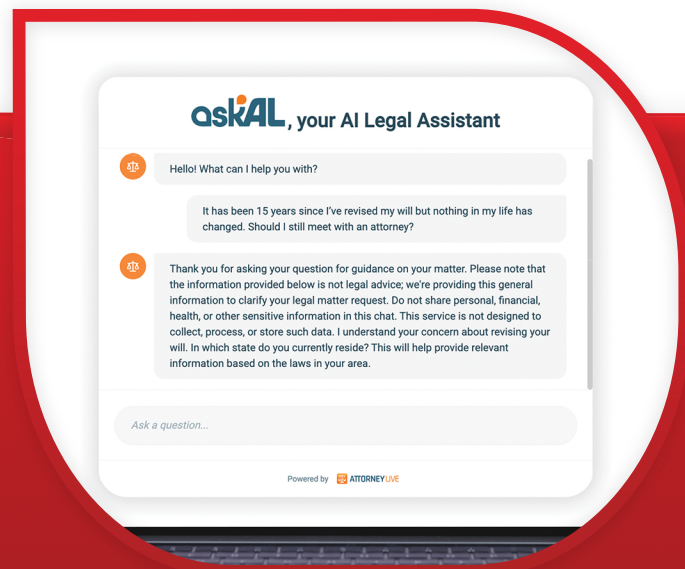 askAL, your AI Legal Assistant
Hello! What can I help you with?
It has been 15 years since I've revised my will but nothing in my life has
changed. Should I still meet with an attorney?
Thank you for asking your question for guidance on your matter. Please note that
the information provided below is not legal advice; we're providing this general
information to clarify your legal matter request. Do not share personal, financial,
health, or other sensitive information in this chat. This service is not designed to
collect, process, or store such data. I understand your concern about revising your
will. In which state do you currently reside? This will help provide relevant
information based on the laws in your area.
Ask a question...
Powered by ATTORNEYLIVE